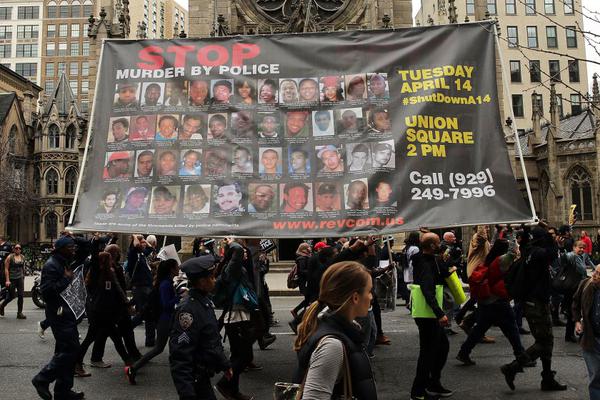 STOP
MURDER BY POLICE
TUESDAY
APRIL 14
#ShutDownA14
UNION
SQUARE
2 PM
Call (929)
249-7996
www.revcom.us